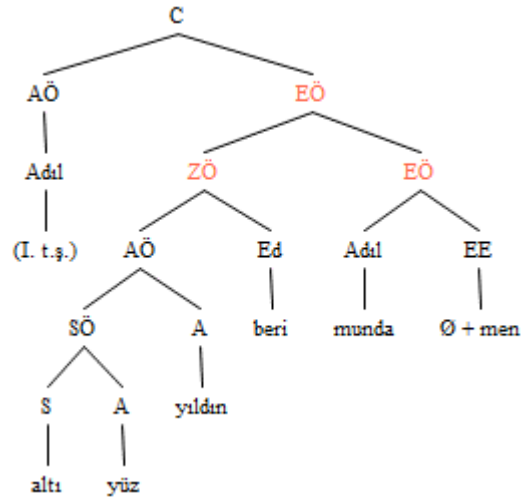 C
AÖ EÖ
Adıl ZÖ EÖ
(I. t.ş.) AÖ Ed Adıl EE
SÖ A beri munda Ø + men
S A yıldın
altı yüz